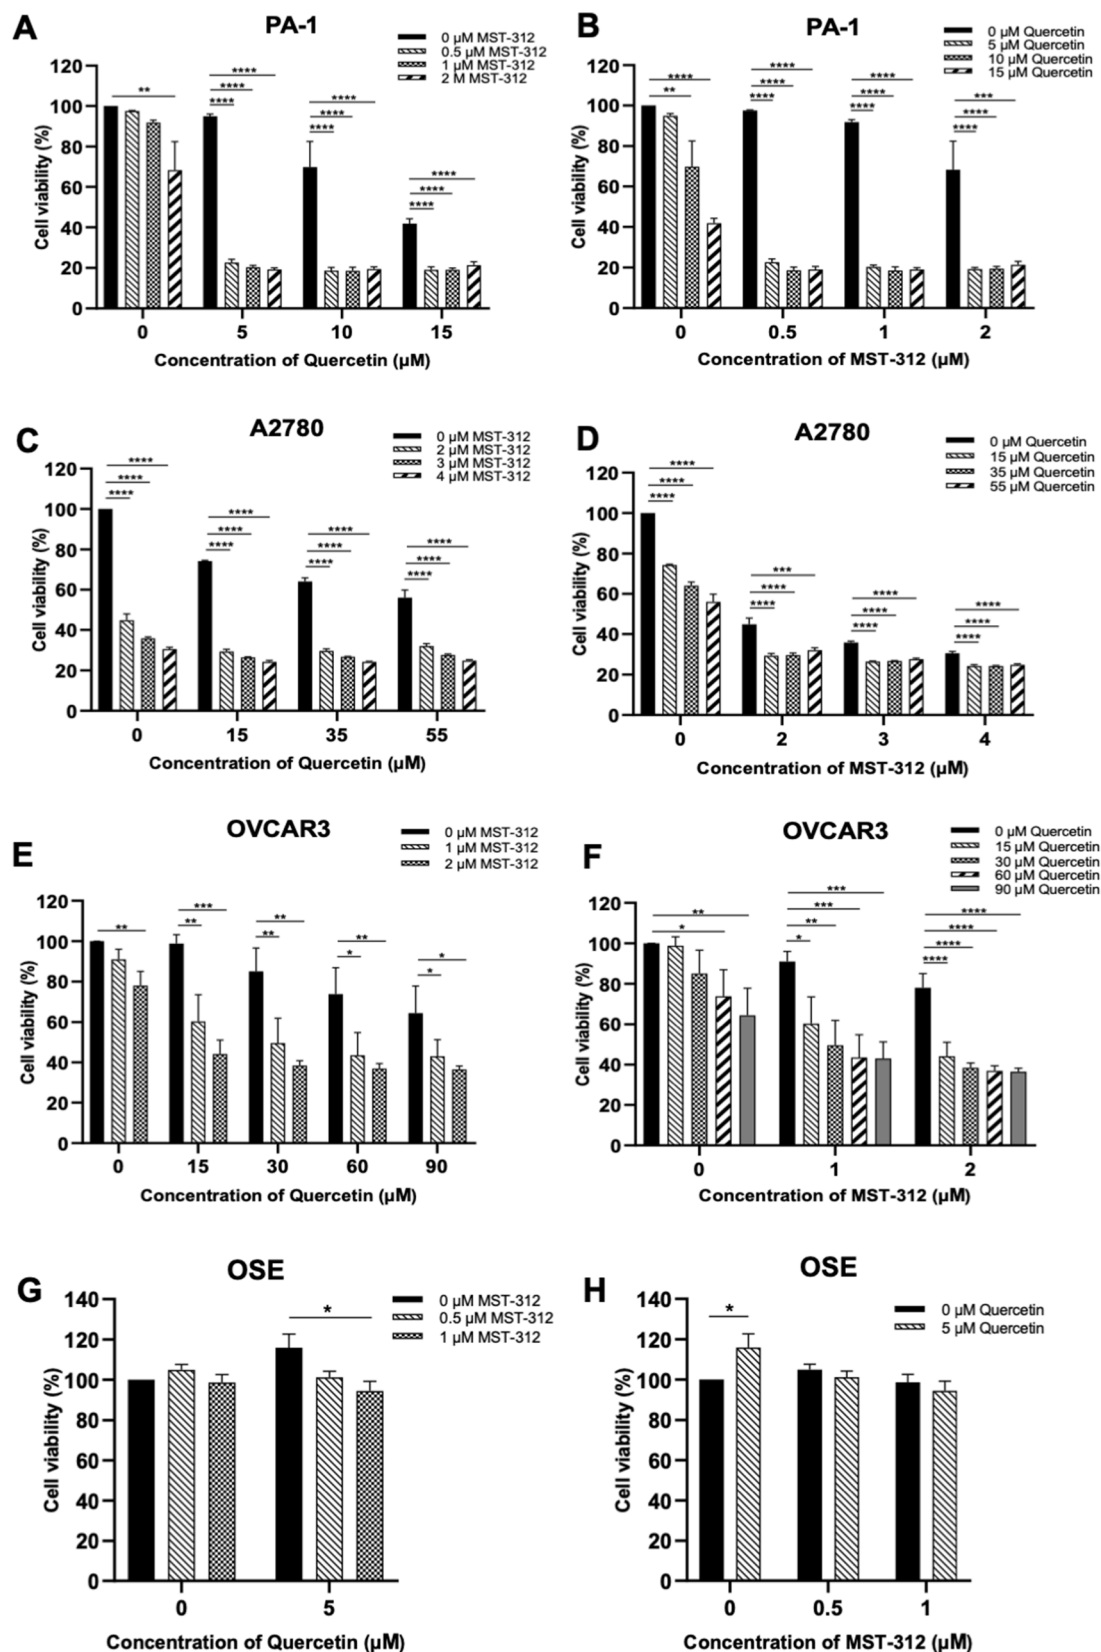 A
PA-1
0 µM MST-312
0.5 µM MST-312
1 µM MST-312
2 M MST-312
Cell viability (%)
120
100
80
60
40
20
0
**
**** **** ****
**** **** ****
**** **** ****
0 5 10 15
Concentration of Quercetin (µM)
B
PA-1
0 µM Quercetin
5 µM Quercetin
10 µM Quercetin
15 µM Quercetin
Cell viability (%)
120
100
80
60
40
20
0
**** **
**** **** ****
**** **** ****
*** **** ****
0 0.5 1 2
Concentration of MST-312 (µM)
C
A2780
0 µM MST-312
2 µM MST-312
3 µM MST-312
4 µM MST-312
Cell viability (%)
120
100
80
60
40
20
0
**** **** ****
**** **** ****
**** **** ****
**** **** ****
0 15 35 55
Concentration of Quercetin (µM)
D
A2780
0 µM Quercetin
15 µM Quercetin
35 µM Quercetin
55 µM Quercetin
Cell viability (%)
120
100
80
60
40
20
0
**** **** ****
*** **** ****
**** **** ****
**** **** ****
0 2 3 4
Concentration of MST-312 (µM)
E
OVCAR3
0 µM MST-312
1 µM MST-312
2 µM MST-312
Cell viability (%)
120
100
80
60
40
20
0
**
*** **
** **
** *
* *
0 15 30 60 90
Concentration of Quercetin (µM)
F
OVCAR3
0 µM Quercetin
15 µM Quercetin
30 µM Quercetin
60 µM Quercetin
90 µM Quercetin
Cell viability (%)
120
100
80
60
40
20
0
** *
*** *** ** *
**** **** **** ****
0 1 2
Concentration of MST-312 (µM)
G
OSE
0 µM MST-312
0.5 µM MST-312
1 µM MST-312
Cell viability (%)
140
120
100
80
60
40
20
0
*
0 5
Concentration of Quercetin (µM)
H
OSE
0 µM Quercetin
5 µM Quercetin
Cell viability (%)
140
120
100
80
60
40
20
0
*
0 0.5 1
Concentration of MST-312 (µM)